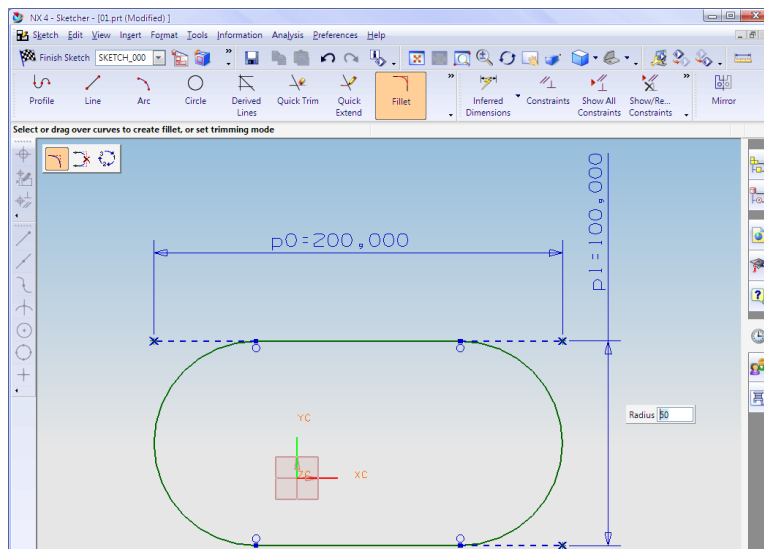 NX 4 - Sketcher - [01.prt (Modified) ]
Sketch Edit View Insert Format Tools Information Analysis Preferences Help
Finish Sketch SKETCH_000
Profile Line Arc Circle Derived Lines Quick Trim Quick Extend Fillet Inferred Dimensions Constraints Show All Constraints Show/Re... Constraints Mirror
Select or drag over curves to create fillet, or set trimming mode
p0=200,000
p1=100,000
Radius 50
YC
XC